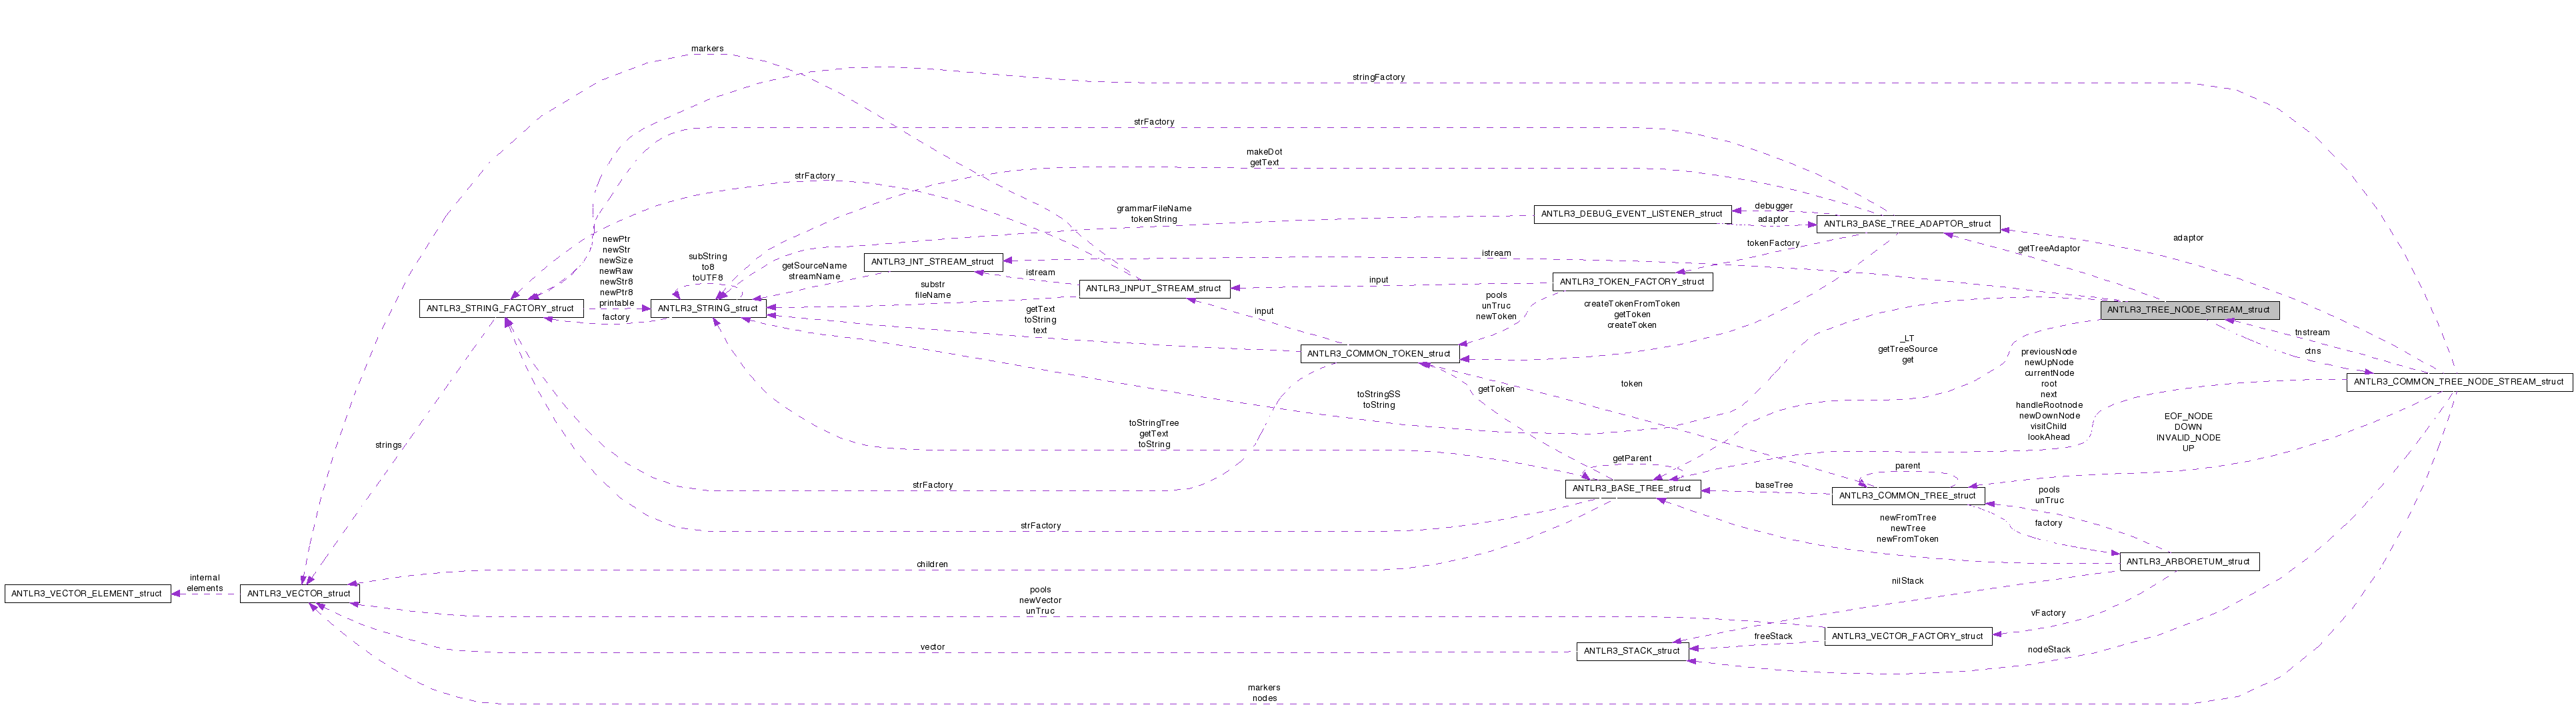 markers
stringFactory
strFactory
makeDot
getText
strFactory
grammarFileName
tokenString
ANTLR3_DEBUG_EVENT_LISTENER_struct
debugger
adaptor
ANTLR3_BASE_TREE_ADAPTOR_struct
adaptor
newPtr
newStr
newSize
newRaw
newStr8
newPtr8
printable
subString
to8
toUTF8
getSourceName
streamName
ANTLR3_INT_STREAM_struct
istream
tokenFactory
getTreeAdaptor
istream
ANTLR3_STRING_FACTORY_struct
factory
ANTLR3_STRING_struct
substr
fileName
ANTLR3_INPUT_STREAM_struct
input
ANTLR3_TOKEN_FACTORY_struct
ANTLR3_TREE_NODE_STREAM_struct
getText
toString
text
input
pools
unTruc
newToken
createTokenFromToken
getToken
createToken
tnstream
ctns
ANTLR3_COMMON_TOKEN_struct
_LT
getTreeSource
get
previousNode
newUpNode
currentNode
root
next
handleRootnode
newDownNode
visitChild
lookAhead
ANTLR3_COMMON_TREE_NODE_STREAM_struct
toStringSS
toString
getToken
token
EOF_NODE
DOWN
INVALID_NODE
UP
strings
toStringTree
getText
toString
getParent
parent
strFactory
ANTLR3_BASE_TREE_struct
baseTree
ANTLR3_COMMON_TREE_struct
pools
unTruc
strFactory
newFromTree
newTree
newFromToken
factory
children
ANTLR3_ARBORETUM_struct
ANTLR3_VECTOR_ELEMENT_struct
internal
elements
ANTLR3_VECTOR_struct
pools
newVector
unTruc
nilStack
vFactory
vector
ANTLR3_STACK_struct
freeStack
ANTLR3_VECTOR_FACTORY_struct
nodeStack
markers
nodes